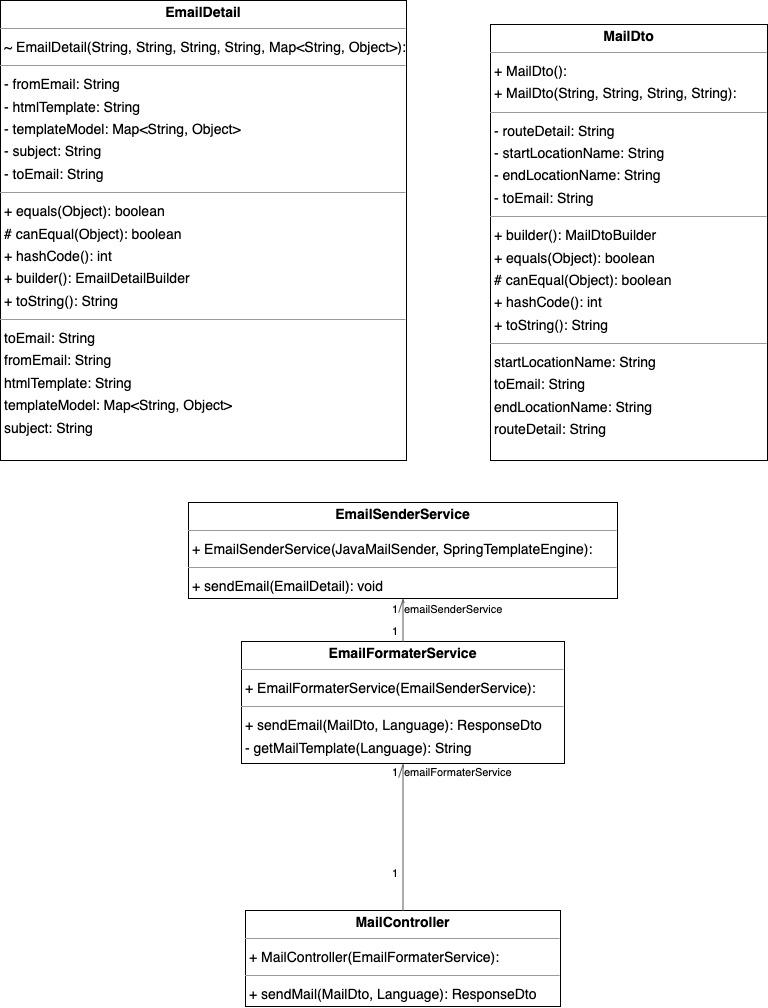 EmailDetail
~ EmailDetail(String, String, String, String, Map<String, Object>):
- fromEmail: String
- htmlTemplate: String
- templateModel: Map<String, Object>
- subject: String
- toEmail: String
+ equals(Object): boolean
# canEqual(Object): boolean
+ hashCode(): int
+ builder(): EmailDetailBuilder
+ toString(): String
toEmail: String
fromEmail: String
htmlTemplate: String
templateModel: Map<String, Object>
subject: String
MailDto
+ MailDto():
+ MailDto(String, String, String, String):
- routeDetail: String
- startLocationName: String
- endLocationName: String
- toEmail: String
+ builder(): MailDtoBuilder
+ equals(Object): boolean
# canEqual(Object): boolean
+ hashCode(): int
+ toString(): String
startLocationName: String
toEmail: String
endLocationName: String
routeDetail: String
EmailSenderService
+ EmailSenderService(JavaMailSender, SpringTemplateEngine):
+ sendEmail(EmailDetail): void
1 emailSenderService
1
EmailFormaterService
+ EmailFormaterService(EmailSenderService):
+ sendEmail(MailDto, Language): ResponseDto
- getMailTemplate(Language): String
1 emailFormaterService
1
MailController
+ MailController(EmailFormaterService):
+ sendMail(MailDto, Language): ResponseDto